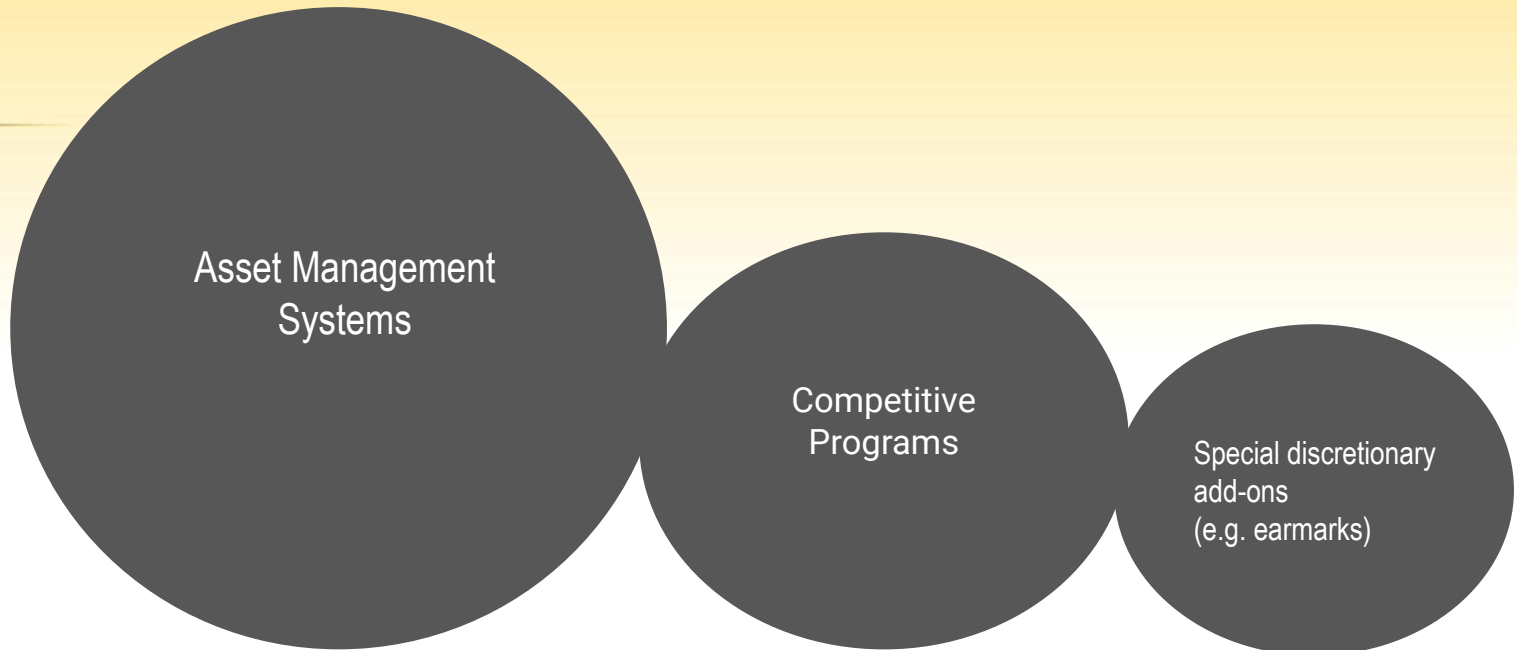 Asset Management
Systems
Competitive
Programs
Special discretionary
add-ons
(e.g. earmarks)